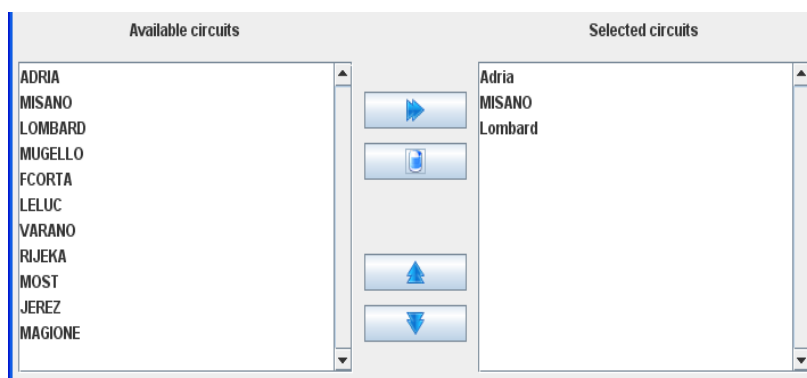 Available circuits
ADRIA
MISANO
LOMBARD
MUGELLO
FCORTA
LELUC
VARANO
RIJEKA
MOST
JEREZ
MAGIONE
Selected circuits
Adria
MISANO
Lombard